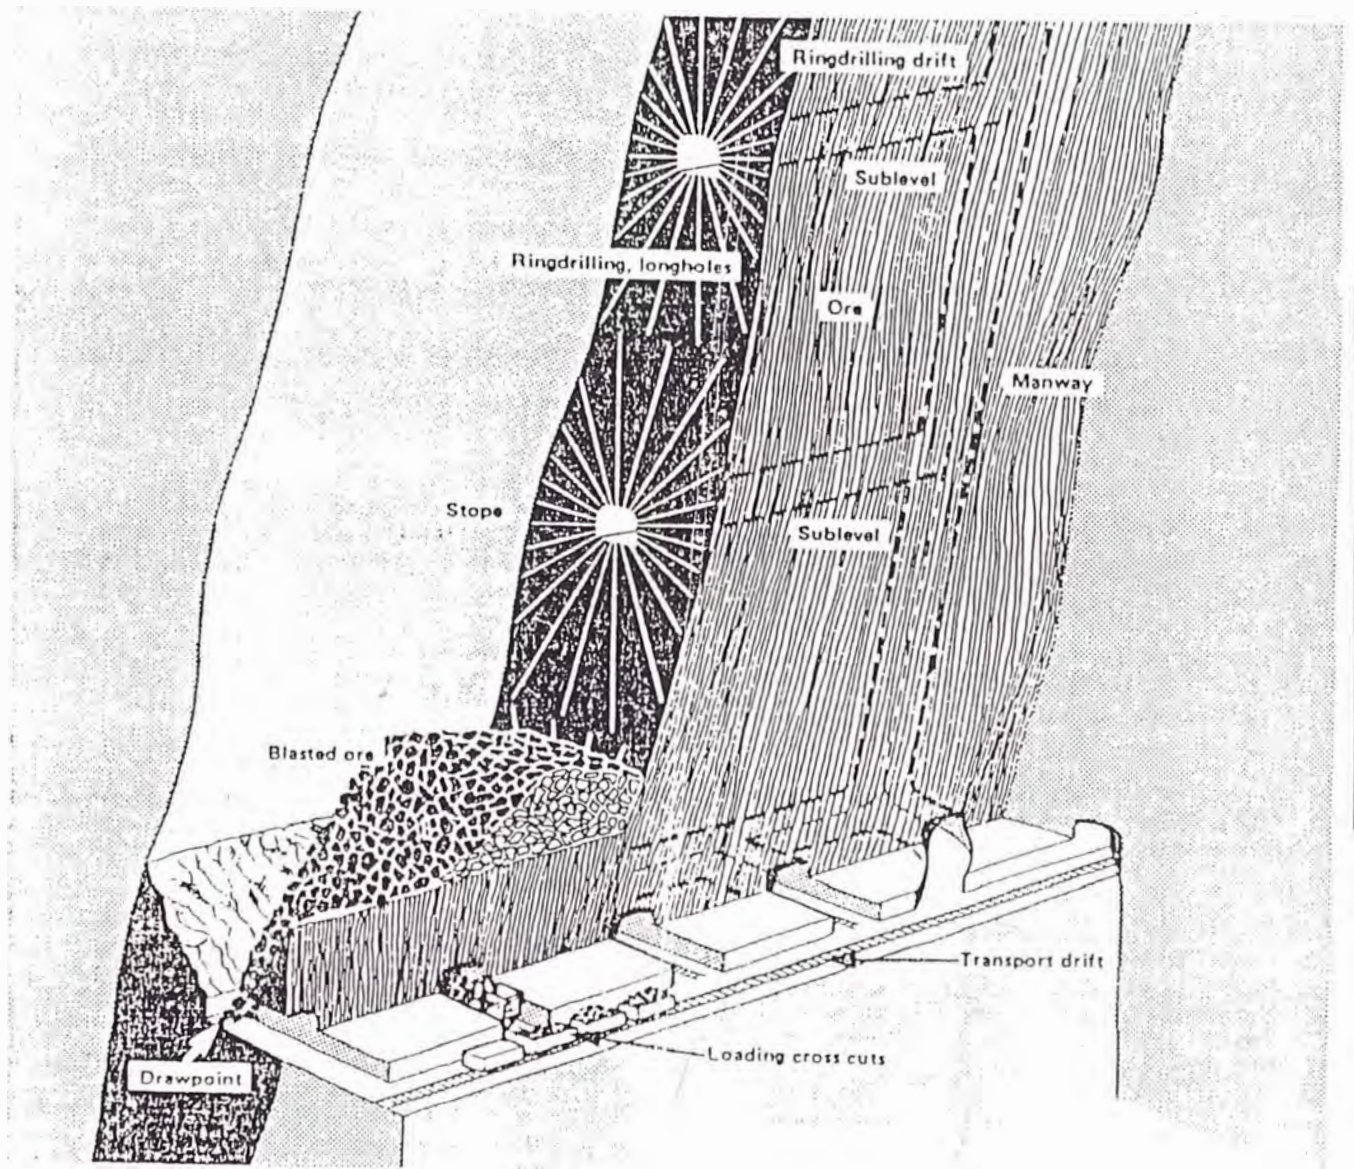 Ringdrilling drift
Sublevel
Ringdrilling, longholes
Ore
Manway
Stope
Sublevel
Blasted ore
Transport drift
Loading cross cuts
Drawpoint